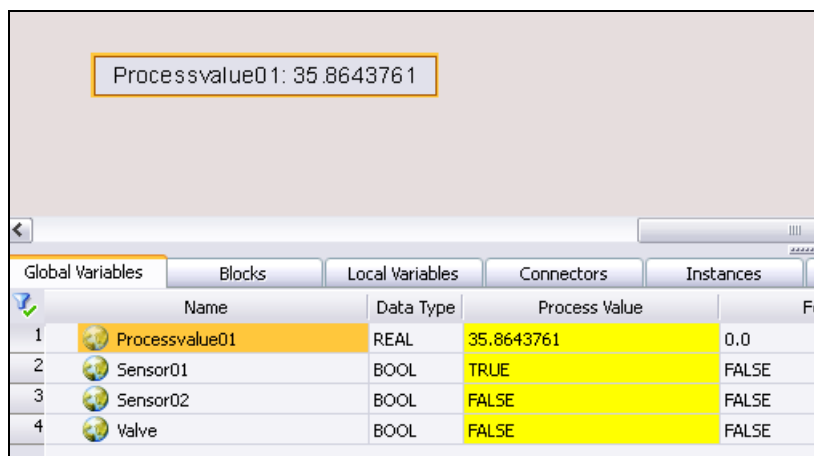 Processvalue01: 35.8643761
Global Variables Blocks Local Variables Connectors Instances
Name Data Type Process Value
1 Processvalue01 REAL 35.8643761 0.0
2 Sensor01 BOOL TRUE FALSE
3 Sensor02 BOOL FALSE FALSE
4 Valve BOOL FALSE FALSE